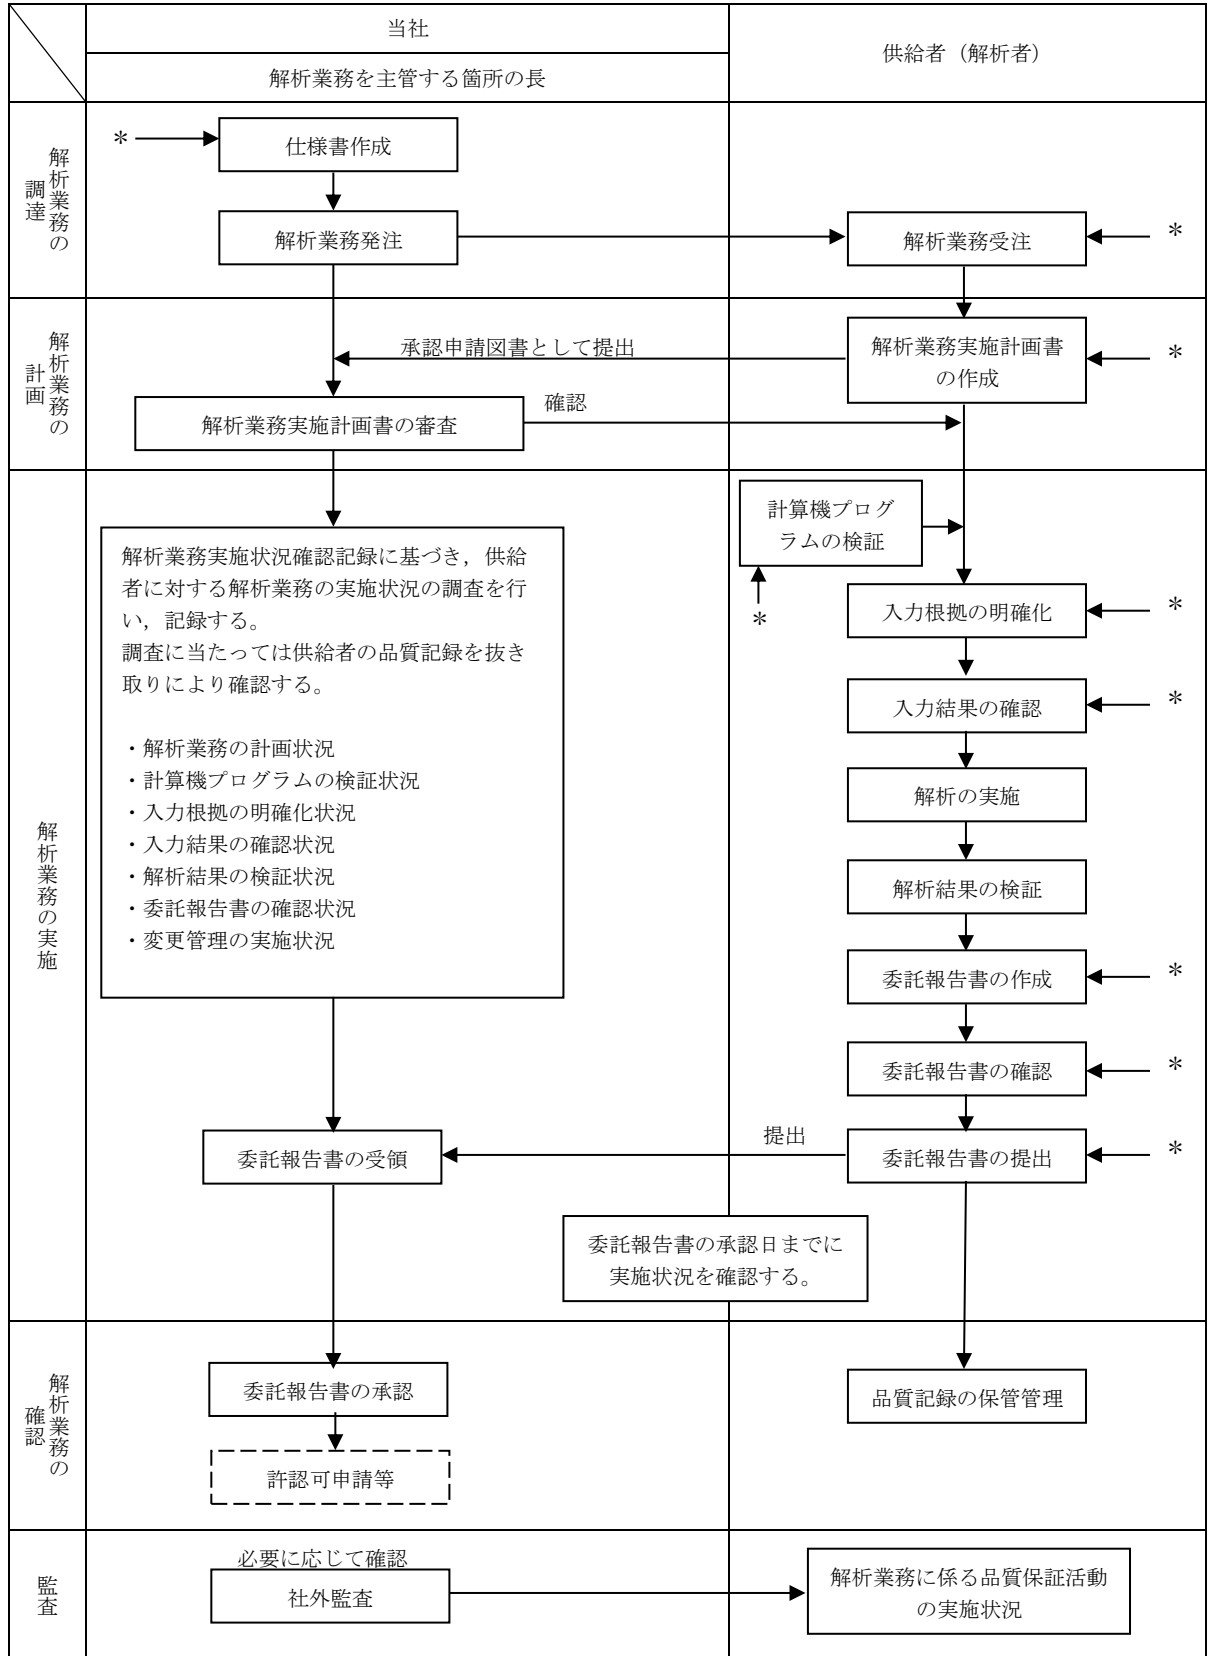 当社
供給者（解析者）
解析業務を主管する箇所の長
解析業務の
調達
＊
仕様書作成
解析業務発注
解析業務受注
＊
解析業務の
計画
承認申請図書として提出
解析業務実施計画書
の作成
＊
確認
解析業務実施計画書の審査
解析業務の実施
計算機プログ
ラムの検証
＊
解析業務実施状況確認記録に基づき，供給
者に対する解析業務の実施状況の調査を行
い，記録する。
調査に当たっては供給者の品質記録を抜き
取りにより確認する。
・解析業務の計画状況
・計算機プログラムの検証状況
・入力根拠の明確化状況
・入力結果の確認状況
・解析結果の検証状況
・委託報告書の確認状況
・変更管理の実施状況
入力根拠の明確化
＊
入力結果の確認
＊
解析の実施
解析結果の検証
委託報告書の作成
＊
委託報告書の確認
＊
提出
委託報告書の受領
委託報告書の提出
＊
委託報告書の承認日までに
実施状況を確認する。
解析業務の
確認
委託報告書の承認
品質記録の保管管理
許認可申請等
監査
必要に応じて確認
社外監査
解析業務に係る品質保証活動
の実施状況